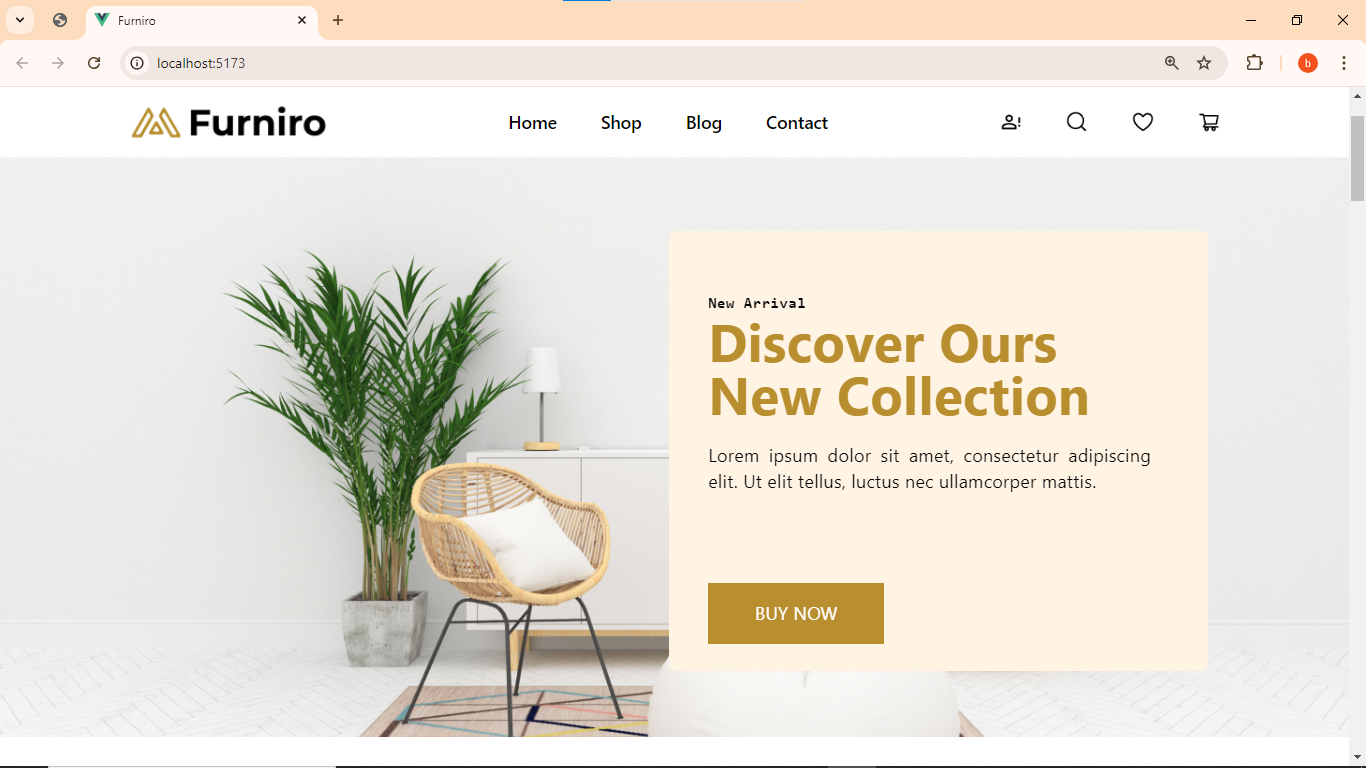 Furniro
localhost:5173
b
Furniro
Home Shop Blog Contact
New Arrival
Discover Ours
New Collection
Lorem ipsum dolor sit amet, consectetur adipiscing
elit. Ut elit tellus, luctus nec ullamcorper mattis.
BUY NOW